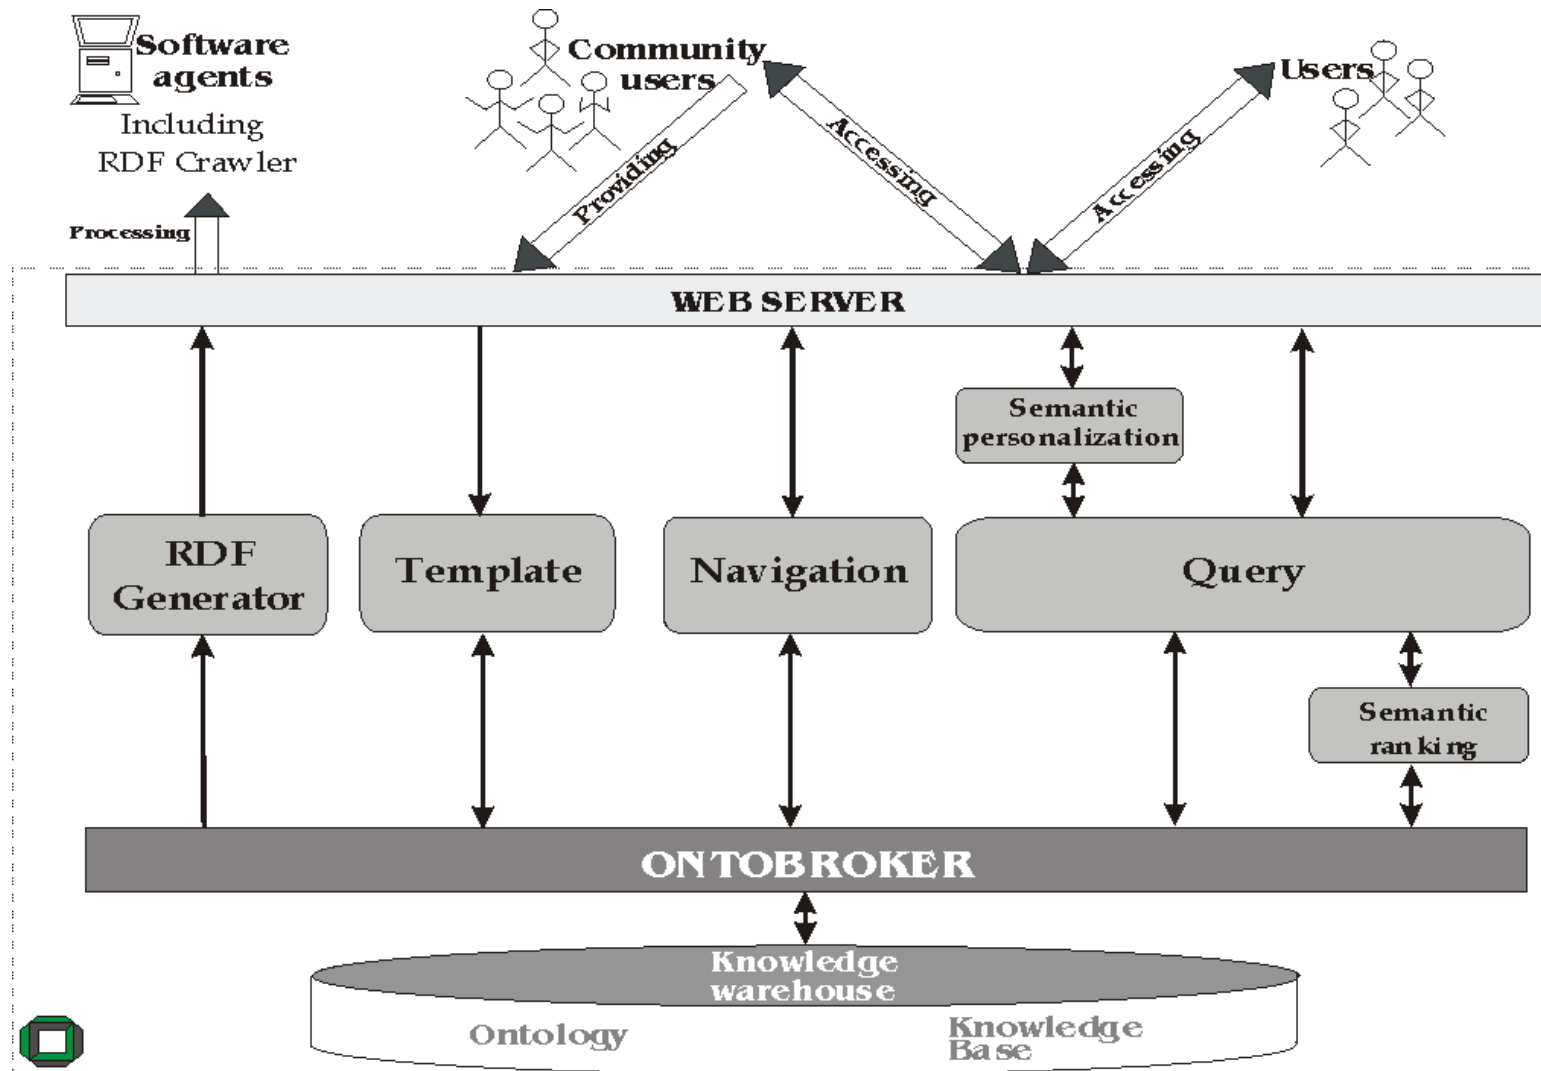 Software
agents
Including
RDF Crawler
Community
users
Users
Processing
Providing
Accessing
Accessing
WEB SERVER
Semantic
personalization
RDF
Generator
Template
Navigation
Query
Semantic
ranking
ONTOBROKER
Knowledge
warehouse
Ontology
Knowledge
Base